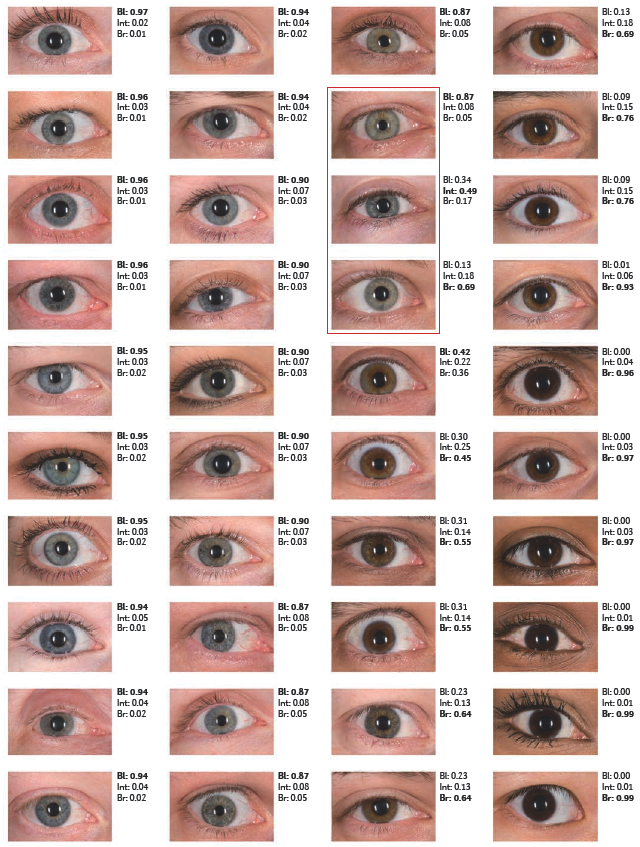 Bl: 0.97
Int: 0.02
Br: 0.01
Bl: 0.94
Int: 0.04
Br: 0.02
Bl: 0.87
Int: 0.08
Br: 0.05
Bl: 0.13
Int: 0.18
Br: 0.69
Bl: 0.96
Int: 0.03
Br: 0.01
Bl: 0.94
Int: 0.04
Br: 0.02
Bl: 0.87
Int: 0.08
Br: 0.05
Bl: 0.09
Int: 0.15
Br: 0.76
Bl: 0.96
Int: 0.03
Br: 0.01
Bl: 0.90
Int: 0.07
Br: 0.03
Bl: 0.34
Int: 0.49
Br: 0.17
Bl: 0.09
Int: 0.15
Br: 0.76
Bl: 0.96
Int: 0.03
Br: 0.01
Bl: 0.90
Int: 0.07
Br: 0.03
Bl: 0.13
Int: 0.18
Br: 0.69
Bl: 0.01
Int: 0.06
Br: 0.93
Bl: 0.95
Int: 0.03
Br: 0.02
Bl: 0.90
Int: 0.07
Br: 0.03
Bl: 0.42
Int: 0.22
Br: 0.36
Bl: 0.00
Int: 0.04
Br: 0.96
Bl: 0.95
Int: 0.03
Br: 0.02
Bl: 0.90
Int: 0.07
Br: 0.03
Bl: 0.30
Int: 0.25
Br: 0.45
Bl: 0.00
Int: 0.03
Br: 0.97
Bl: 0.95
Int: 0.03
Br: 0.02
Bl: 0.90
Int: 0.07
Br: 0.03
Bl: 0.31
Int: 0.14
Br: 0.55
Bl: 0.00
Int: 0.03
Br: 0.97
Bl: 0.94
Int: 0.05
Br: 0.01
Bl: 0.87
Int: 0.08
Br: 0.05
Bl: 0.31
Int: 0.14
Br: 0.55
Bl: 0.00
Int: 0.01
Br: 0.99
Bl: 0.94
Int: 0.04
Br: 0.02
Bl: 0.87
Int: 0.08
Br: 0.05
Bl: 0.23
Int: 0.13
Br: 0.64
Bl: 0.00
Int: 0.01
Br: 0.99
Bl: 0.94
Int: 0.04
Br: 0.02
Bl: 0.87
Int: 0.08
Br: 0.05
Bl: 0.23
Int: 0.13
Br: 0.64
Bl: 0.00
Int: 0.01
Br: 0.99